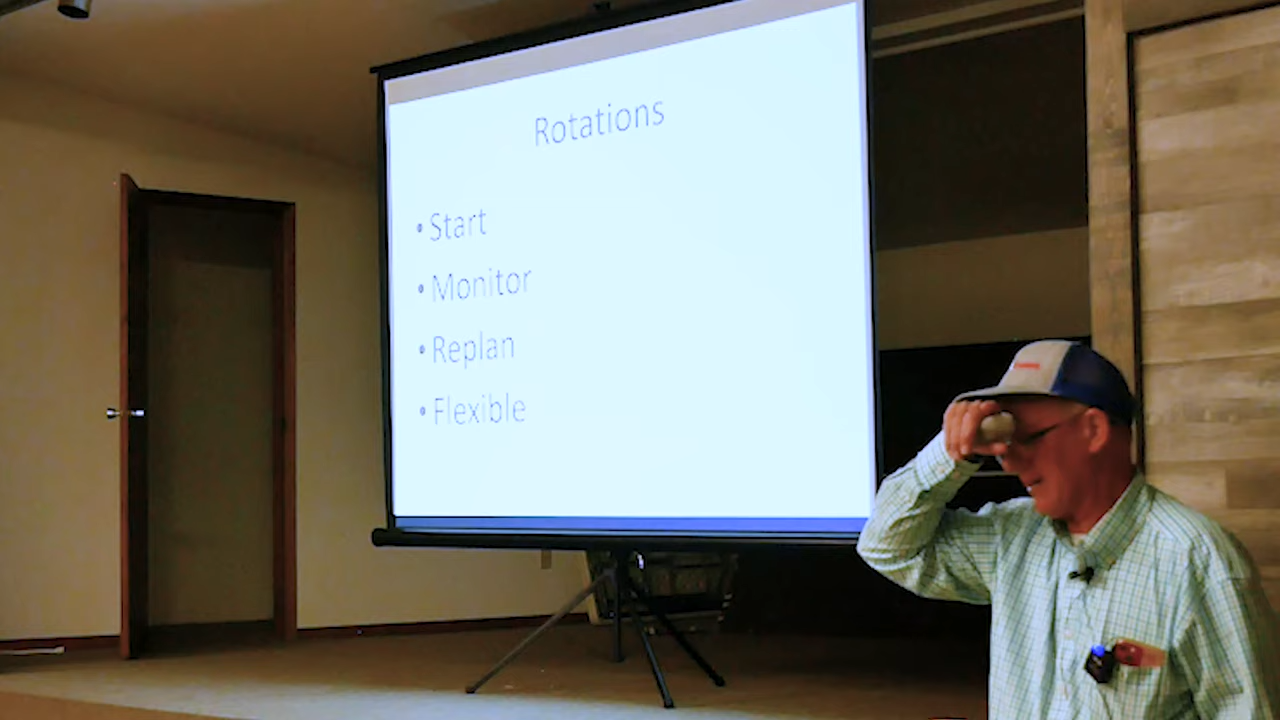 Rotations
• Start
• Monitor
• Replan
• Flexible